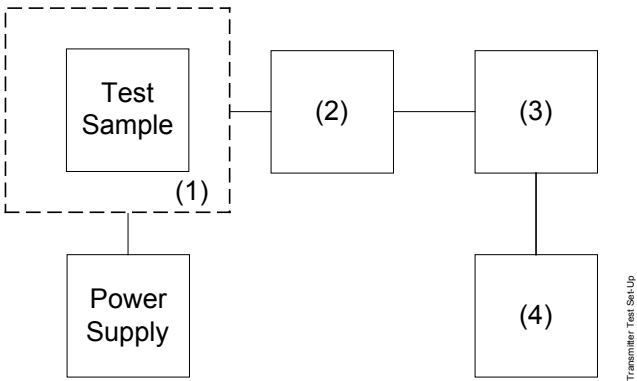 Test
Sample
(1)
(2)
(3)
Power
Supply
(4)
Transmitter Test Set-Up